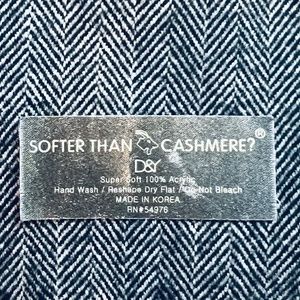 SOFTER THAN CASHMERE?®
D&Y
Super Soft 100% Acrylic
Hand Wash / Reshape Dry Flat / Do Not Bleach
MADE IN KOREA
RN#54978